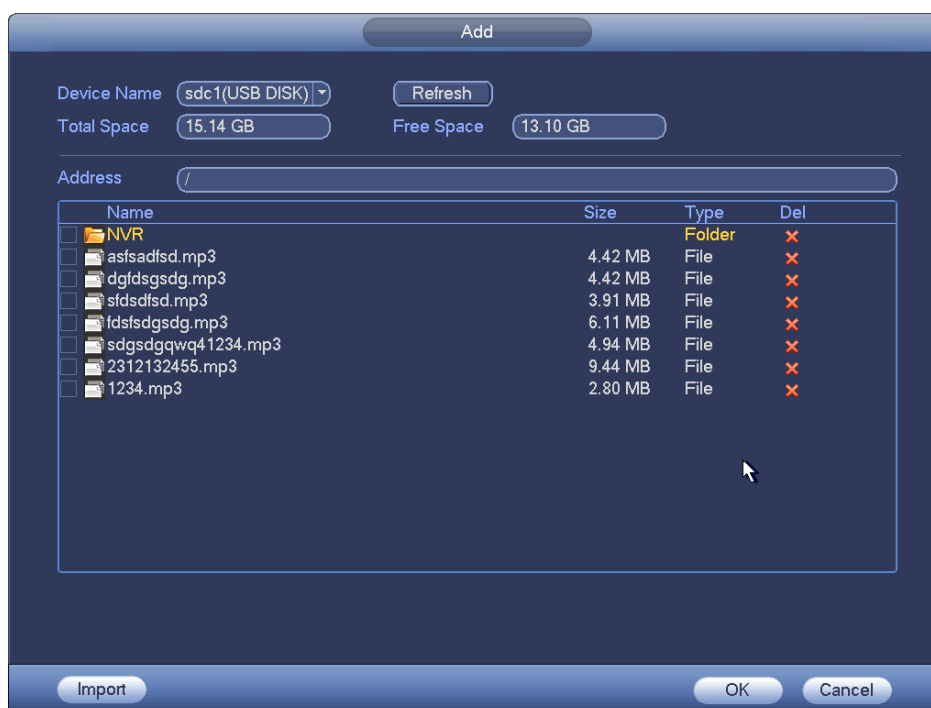 Add
Device Name sdc1(USB DISK) Refresh
Total Space 15.14 GB Free Space 13.10 GB
Address /
Name Size Type Del
NVR Folder
asfsadfsd.mp3 4.42 MB File
dgfdsgsdg.mp3 4.42 MB File
sfdsdfsd.mp3 3.91 MB File
fdsfsdgsdg.mp3 6.11 MB File
sdgsdgqwq41234.mp3 4.94 MB File
2312132455.mp3 9.44 MB File
1234.mp3 2.80 MB File
Import OK Cancel